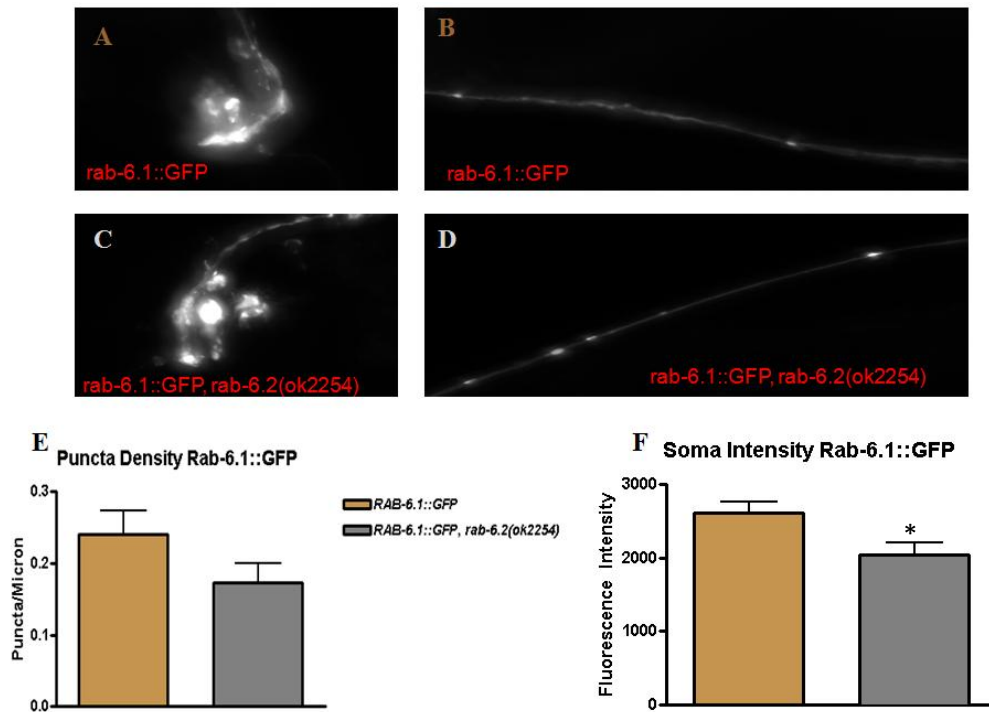 A
rab-6.1::GFP
B
rab-6.1::GFP
C
rab-6.1::GFP, rab-6.2(ok2254)
D
rab-6.1::GFP, rab-6.2(ok2254)
E
Puncta Density Rab-6.1::GFP
Puncta/Micron
0.3
0.2
0.1
0.0
RAB-6.1::GFP
RAB-6.1::GFP, rab-6.2(ok2254)
F
Soma Intensity Rab-6.1::GFP
Fluorescence Intensity
3000
2000
1000
0
*